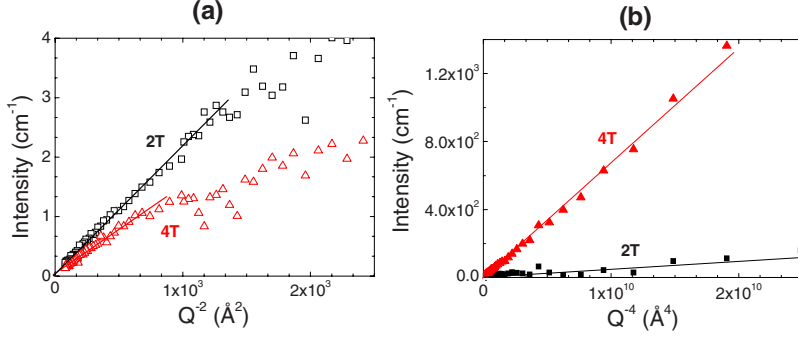 (a)
Intensity (cm⁻¹)
4
3
2
1
0
2T
4T
1x10³
2x10³
Q⁻² (Å²)
(b)
Intensity (cm⁻¹)
1.2x10³
8.0x10²
4.0x10²
0.0
4T
2T
0
1x10¹⁰
2x10¹⁰
Q⁻⁴ (Å⁴)